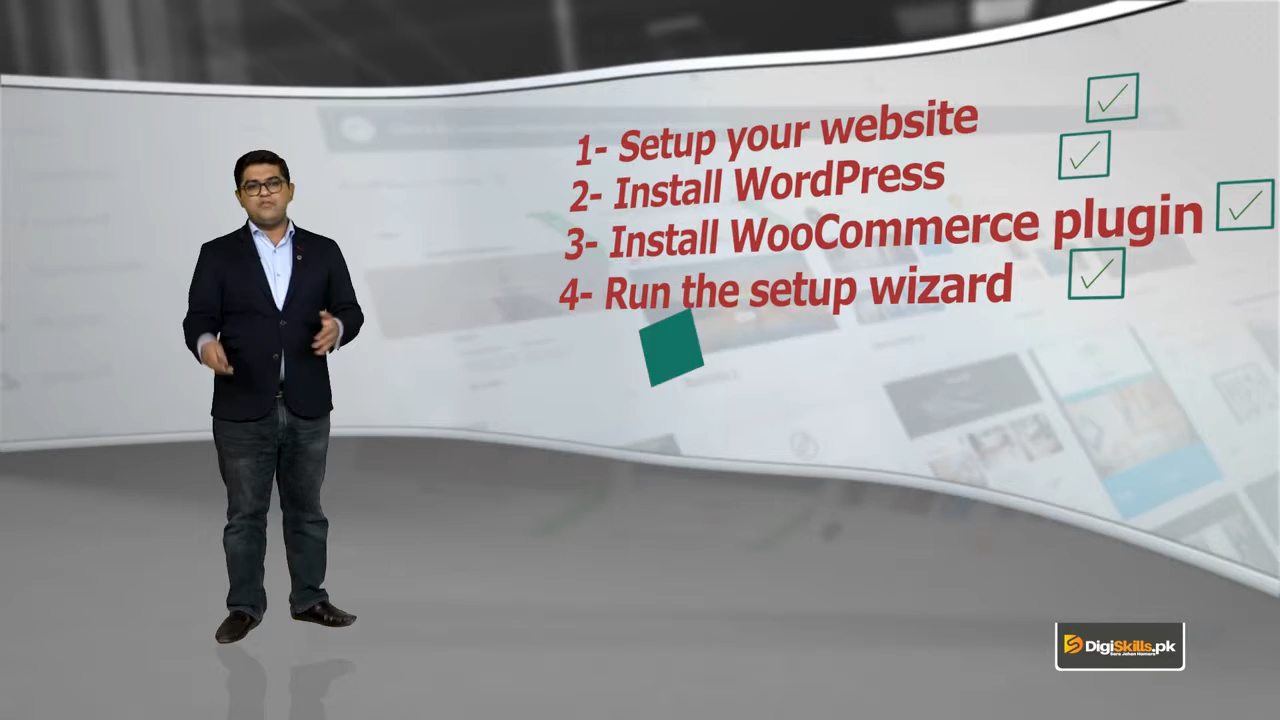 1- Setup your website
2- Install WordPress
3- Install WooCommerce plugin
4- Run the setup wizard
DigiSkills.pk